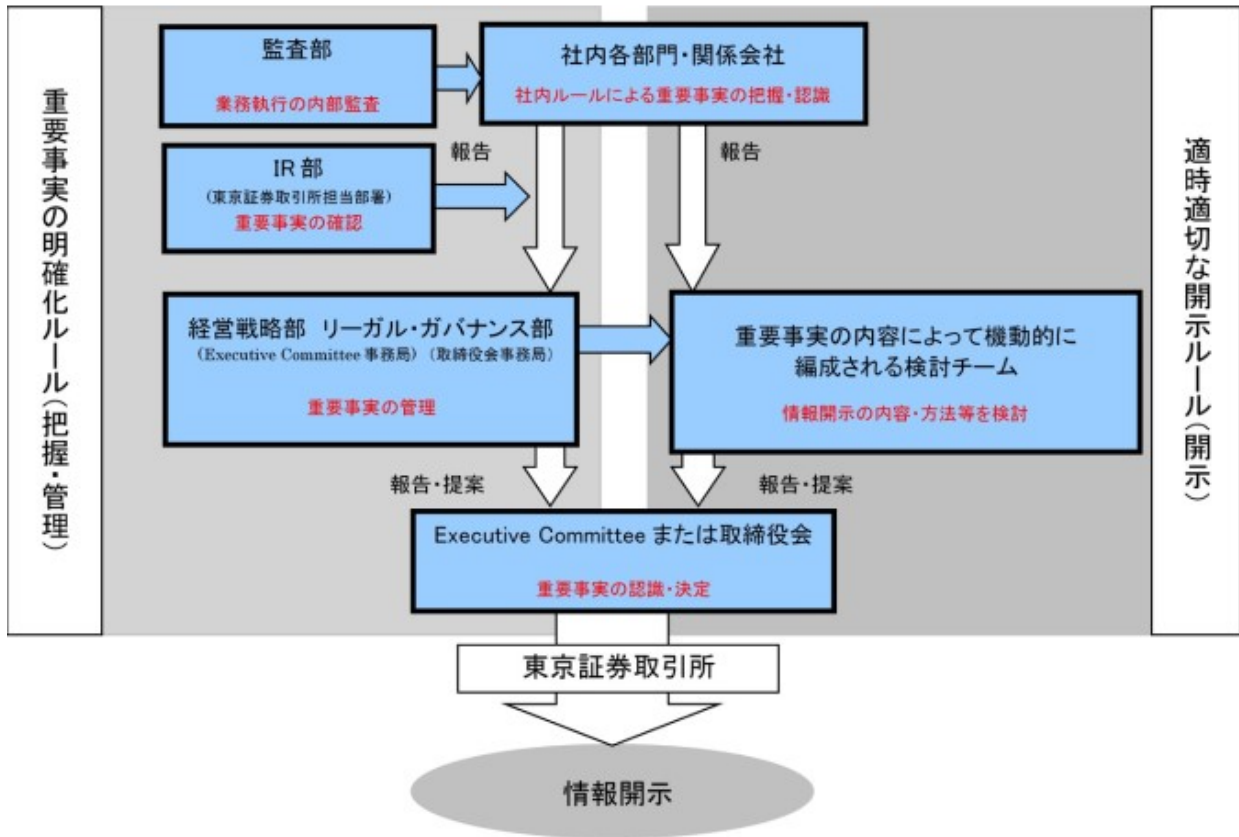 重要事実の明確化ルール(把握・管理)
監査部
業務執行の内部監査
社内各部門・関係会社
社内ルールによる重要事実の把握・認識
報告
報告
IR 部
(東京証券取引所担当部署)
重要事実の確認
経営戦略部 リーガル・ガバナンス部
(Executive Committee 事務局) (取締役会事務局)
重要事実の管理
重要事実の内容によって機動的に
編成される検討チーム
情報開示の内容・方法等を検討
報告・提案
報告・提案
Executive Committee または取締役会
重要事実の認識・決定
東京証券取引所
情報開示
適時適切な開示ルール(開示)